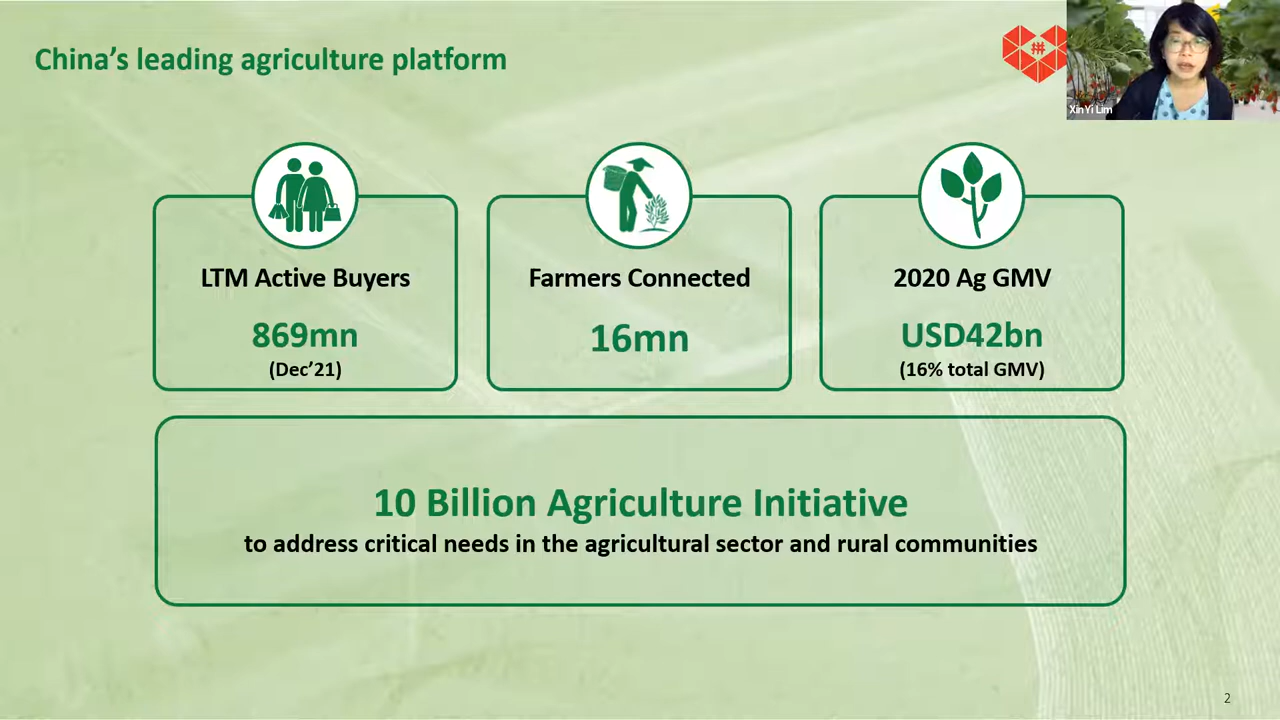 China's leading agriculture platform
XinYi Lim
LTM Active Buyers
869mn
(Dec'21)
Farmers Connected
16mn
2020 Ag GMV
USD42bn
(16% total GMV)
10 Billion Agriculture Initiative
to address critical needs in the agricultural sector and rural communities
2